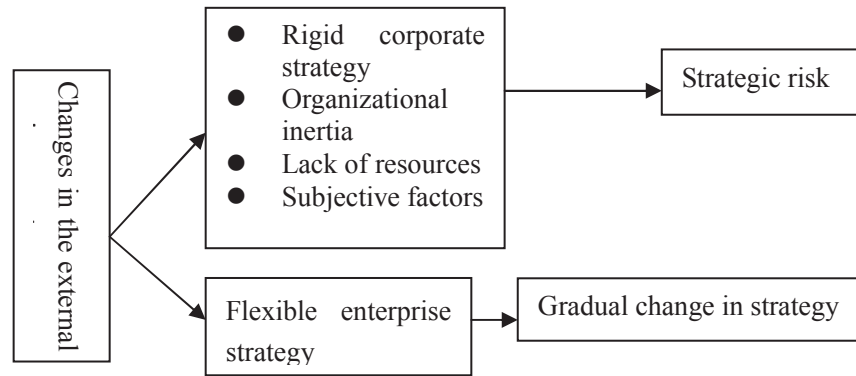 Changes in the external
● Rigid corporate
strategy
● Organizational
inertia
● Lack of resources
● Subjective factors
Strategic risk
Flexible enterprise
strategy
Gradual change in strategy